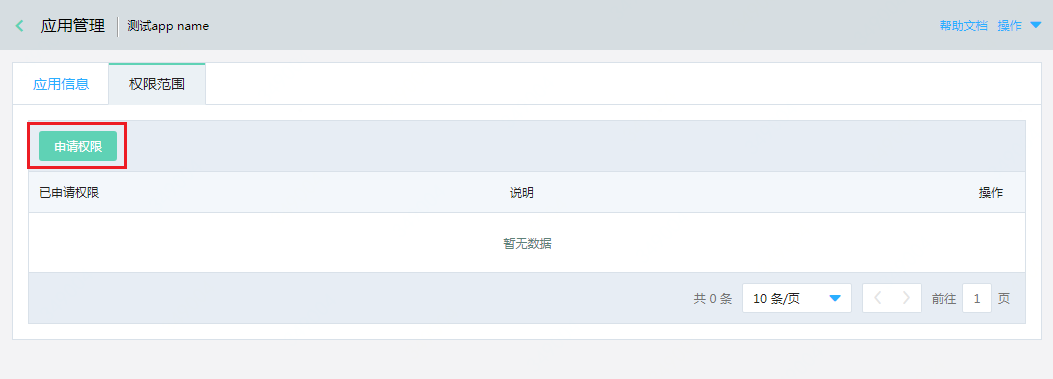 应用管理 测试app name 帮助文档 操作
应用信息 权限范围
申请权限
已申请权限 说明 操作
暂无数据
共 0 条 10 条/页 前往 1 页